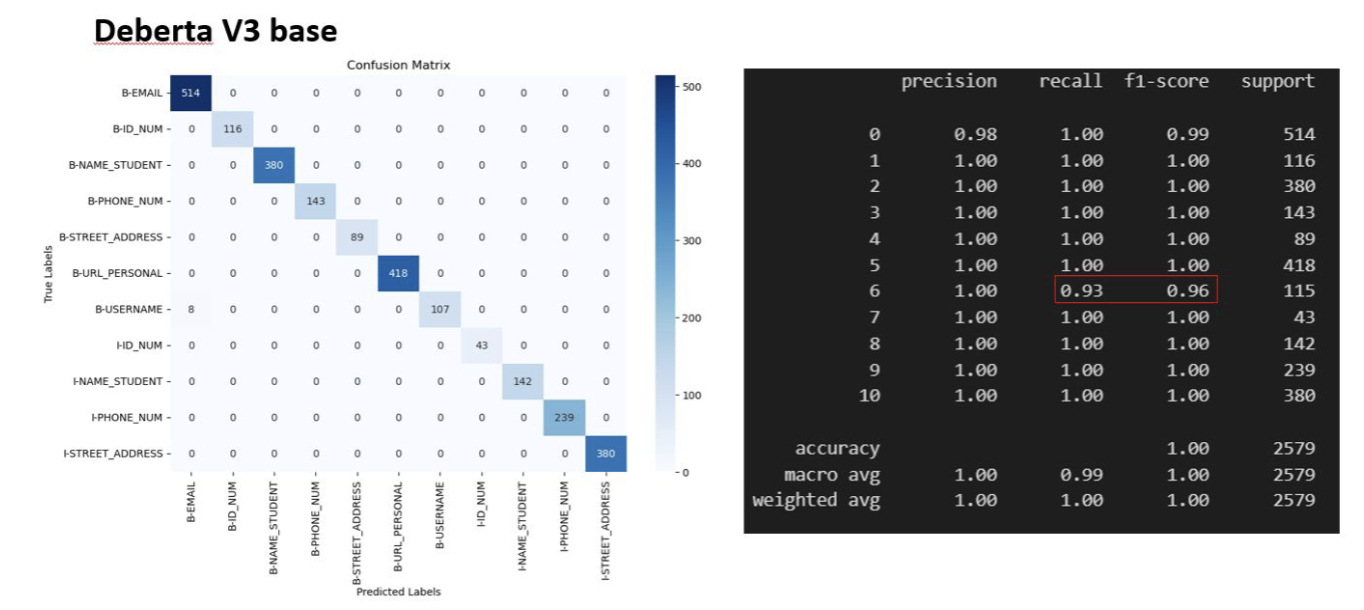 Deberta V3 base
Confusion Matrix
True Labels
B-EMAIL 514 0 0 0 0 0 0 0 0 0 0
B-ID_NUM 0 116 0 0 0 0 0 0 0 0 0
B-NAME_STUDENT 0 0 380 0 0 0 0 0 0 0 0
B-PHONE_NUM 0 0 0 143 0 0 0 0 0 0 0
B-STREET_ADDRESS 0 0 0 0 89 0 0 0 0 0 0
B-URL_PERSONAL 0 0 0 0 0 418 0 0 0 0 0
B-USERNAME 8 0 0 0 0 0 107 0 0 0 0
I-ID_NUM 0 0 0 0 0 0 0 43 0 0 0
I-NAME_STUDENT 0 0 0 0 0 0 0 0 142 0 0
I-PHONE_NUM 0 0 0 0 0 0 0 0 0 239 0
I-STREET_ADDRESS 0 0 0 0 0 0 0 0 0 0 380
B-EMAIL
B-ID_NUM
B-NAME_STUDENT
B-PHONE_NUM
B-STREET_ADDRESS
B-URL_PERSONAL
B-USERNAME
I-ID_NUM
I-NAME_STUDENT
I-PHONE_NUM
I-STREET_ADDRESS
Predicted Labels
500
400
300
200
100
0
precision recall f1-score support
0 0.98 1.00 0.99 514
1 1.00 1.00 1.00 116
2 1.00 1.00 1.00 380
3 1.00 1.00 1.00 143
4 1.00 1.00 1.00 89
5 1.00 1.00 1.00 418
6 1.00 0.93 0.96 115
7 1.00 1.00 1.00 43
8 1.00 1.00 1.00 142
9 1.00 1.00 1.00 239
10 1.00 1.00 1.00 380
accuracy 1.00 2579
macro avg 1.00 0.99 1.00 2579
weighted avg 1.00 1.00 1.00 2579